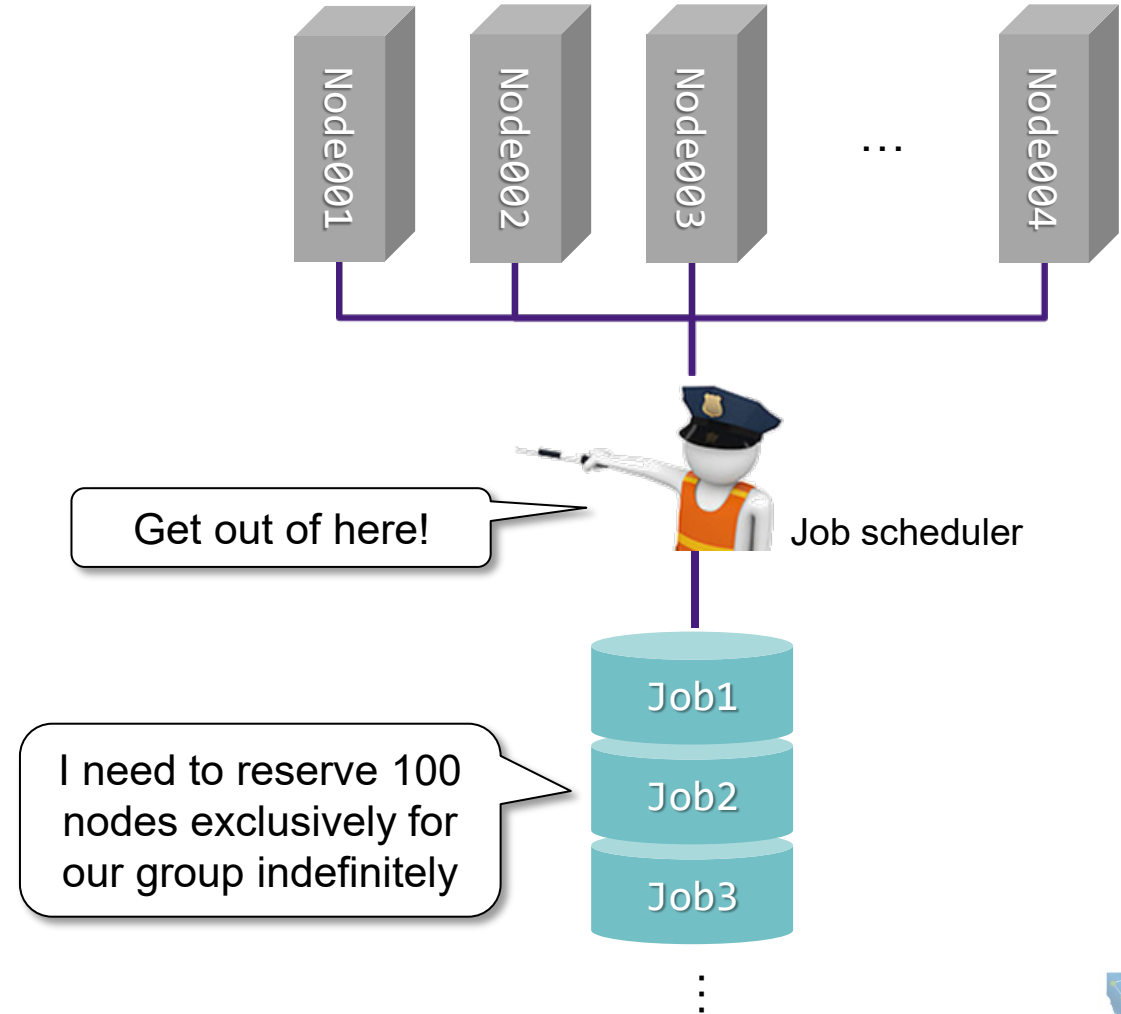 Node001
Node002
Node003
...
Node004
Get out of here!
Job scheduler
Job1
I need to reserve 100
nodes exclusively for
our group indefinitely
Job2
Job3
...